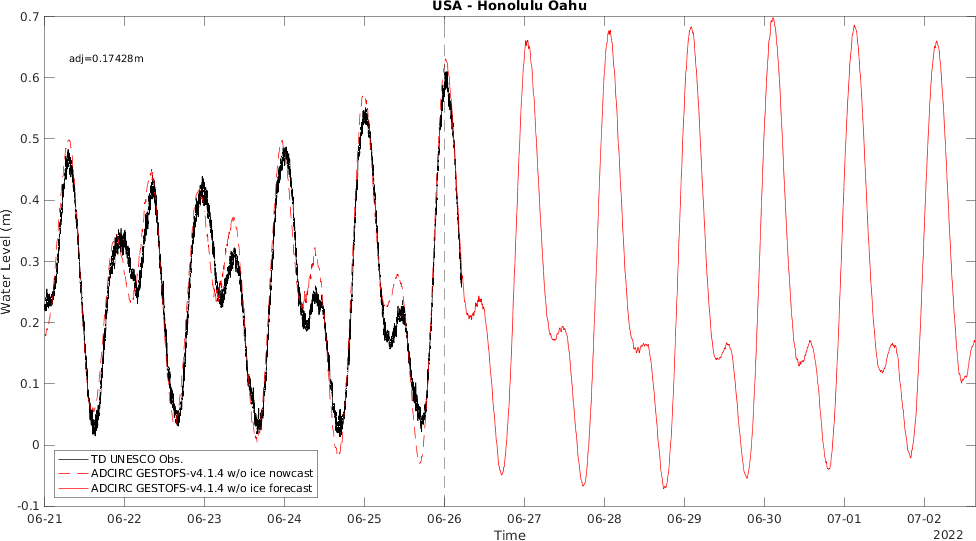 USA - Honolulu Oahu
adj=0.17428m
Water Level (m)
0.7
0.6
0.5
0.4
0.3
0.2
0.1
0
-0.1
TD UNESCO Obs.
ADCIRC GESTOFS-v4.1.4 w/o ice nowcast
ADCIRC GESTOFS-v4.1.4 w/o ice forecast
06-21 06-22 06-23 06-24 06-25 06-26 06-27 06-28 06-29 06-30 07-01 07-02
Time
2022